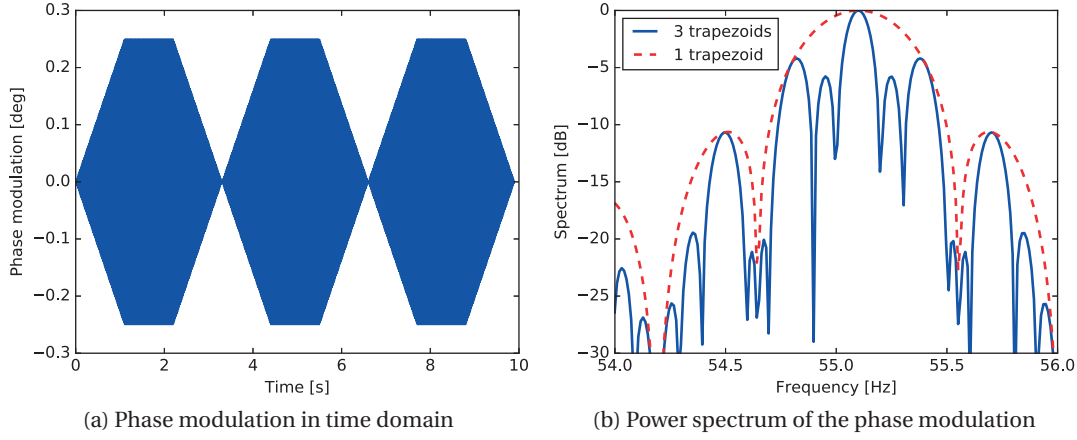 0.3
0.2
0.1
0.0
−0.1
−0.2
−0.3
Phase modulation [deg]
0 2 4 6 8 10
Time [s]
(a) Phase modulation in time domain
0
−5
−10
−15
−20
−25
−30
Spectrum [dB]
3 trapezoids
1 trapezoid
54.0 54.5 55.0 55.5 56.0
Frequency [Hz]
(b) Power spectrum of the phase modulation